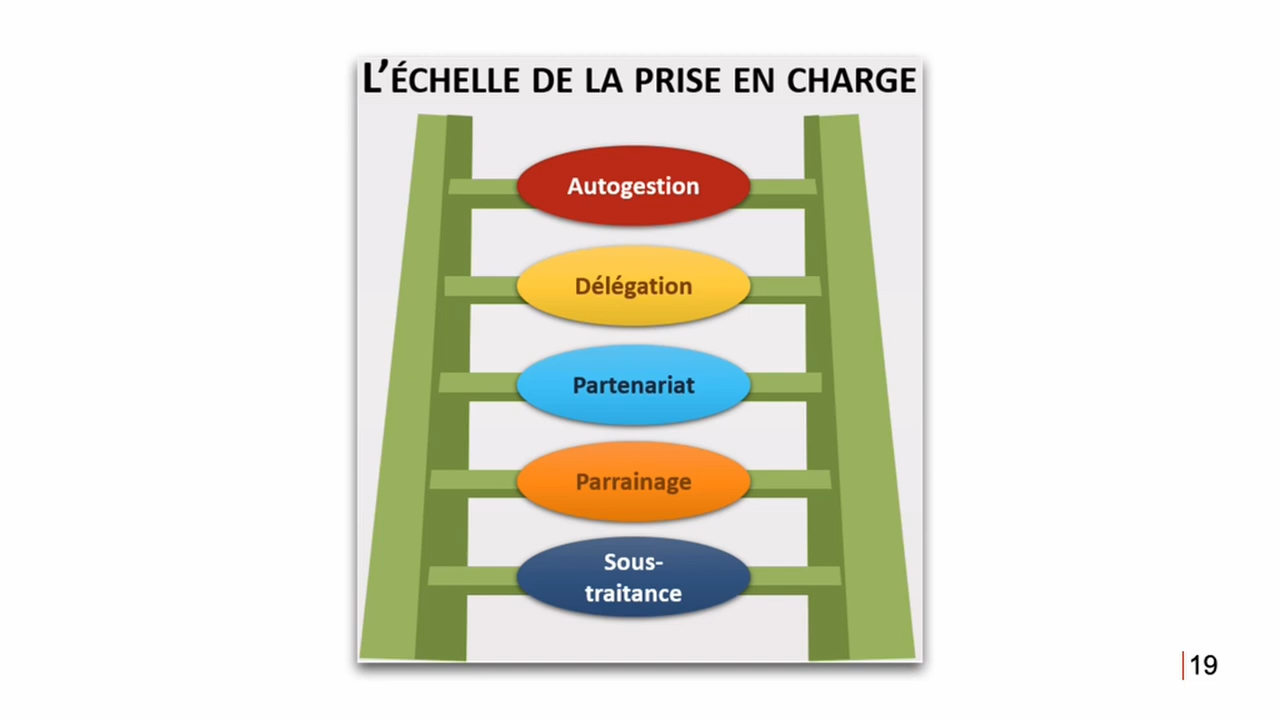 L’ÉCHELLE DE LA PRISE EN CHARGE
Autogestion
Délégation
Partenariat
Parrainage
Sous-
traitance
19